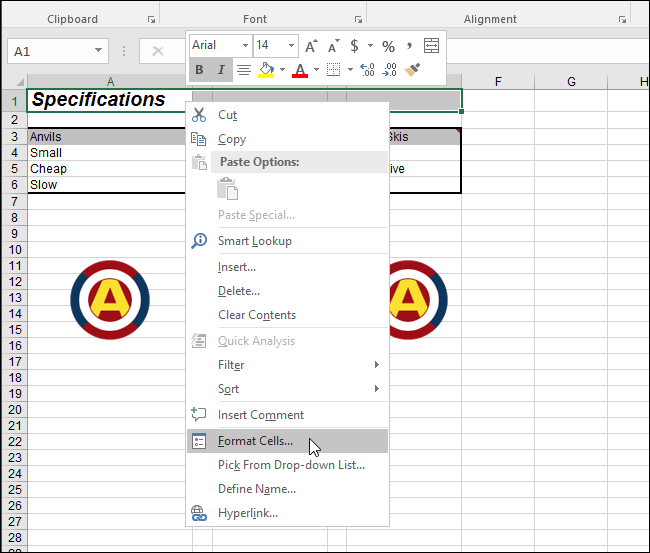 Clipboard Font Alignment
A1
Arial 14 A A $ % ,
B I A .00 .0
A F G H
1 Specifications
2
3 Anvils Skis
4 Small
5 Cheap ive
6 Slow
7
8
9
10
11
12
13
14
15
16
17
18
19
20
21
22
23
24
25
26
27
28
A
A
Cut
Copy
Paste Options:
Paste Special...
Smart Lookup
Insert...
Delete...
Clear Contents
Quick Analysis
Filter
Sort
Insert Comment
Format Cells...
Pick From Drop-down List...
Define Name...
Hyperlink...